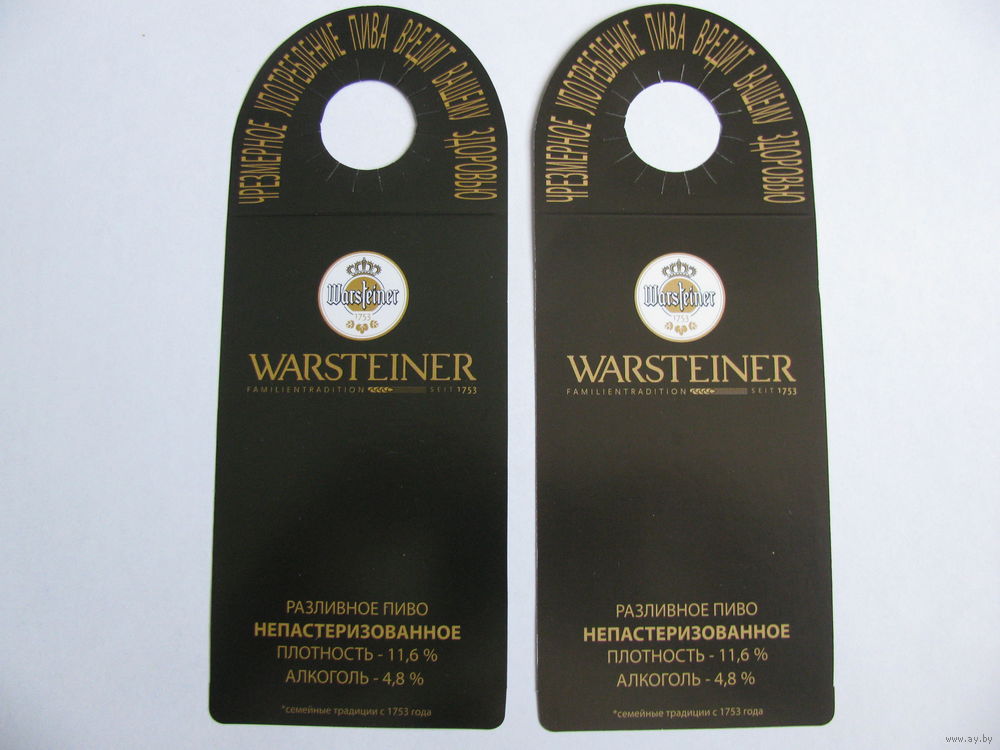 ЧРЕЗМЕРНОЕ УПОТРЕБЛЕНИЕ ПИВА ВРЕДИТ ВАШЕМУ ЗДОРОВЬЮ
Warsteiner
1753
WARSTEINER
FAMILIENTRADITION SEIT 1753
РАЗЛИВНОЕ ПИВО
НЕПАСТЕРИЗОВАННОЕ
ПЛОТНОСТЬ - 11,6 %
АЛКОГОЛЬ - 4,8 %
*семейные традиции с 1753 года
ЧРЕЗМЕРНОЕ УПОТРЕБЛЕНИЕ ПИВА ВРЕДИТ ВАШЕМУ ЗДОРОВЬЮ
Warsteiner
1753
WARSTEINER
FAMILIENTRADITION SEIT 1753
РАЗЛИВНОЕ ПИВО
НЕПАСТЕРИЗОВАННОЕ
ПЛОТНОСТЬ - 11,6 %
АЛКОГОЛЬ - 4,8 %
*семейные традиции с 1753 года
www.ay.by